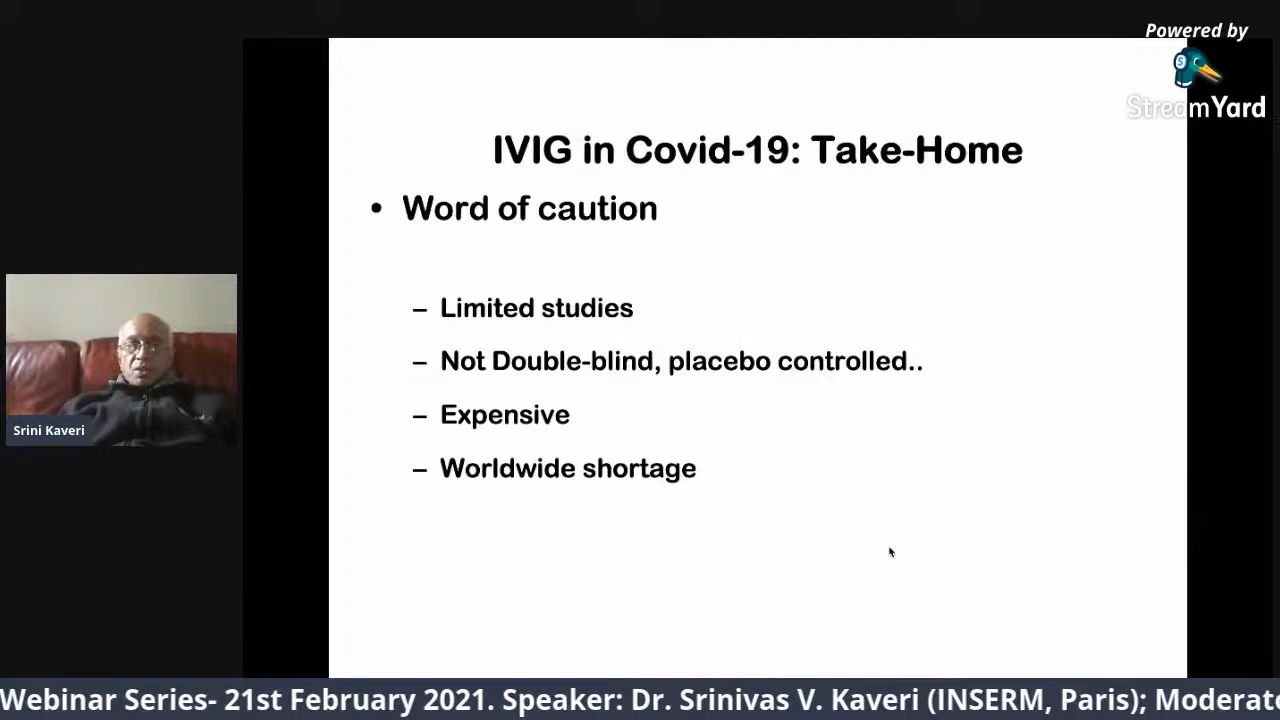 Powered by
StreamYard
IVIG in Covid-19: Take-Home
• Word of caution
– Limited studies
– Not Double-blind, placebo controlled..
– Expensive
– Worldwide shortage
Srini Kaveri
Webinar Series- 21st February 2021. Speaker: Dr. Srinivas V. Kaveri (INSERM, Paris); Moderat